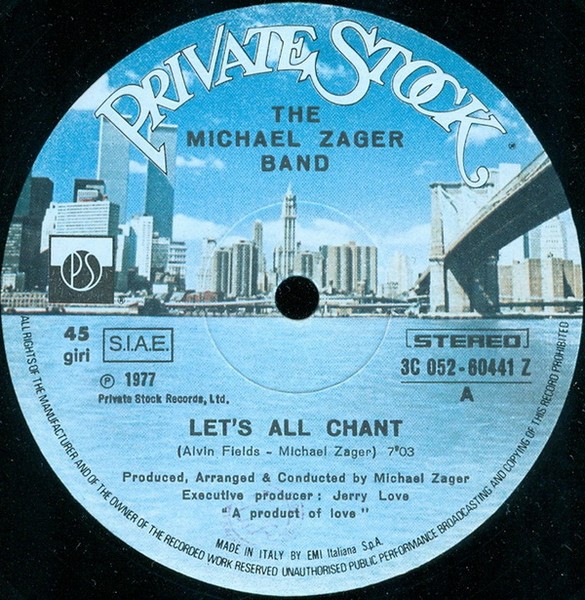 PRIVATE STOCK
THE
MICHAEL ZAGER
BAND
PS
45
giri
S.I.A.E.
STEREO
3C 052-60441 Z
A
℗ 1977
Private Stock Records, Ltd.
LET'S ALL CHANT
(Alvin Fields - Michael Zager) 7"03
Produced, Arranged & Conducted by Michael Zager
Executive producer: Jerry Love
"A product of love"
MADE IN ITALY BY EMI Italiana S.p.A.
ALL RIGHTS OF THE MANUFACTURER AND OF THE OWNER OF THE RECORDED WORK RESERVED UNAUTHORISED PUBLIC PERFORMANCE BROADCASTING AND COPYING OF THIS RECORD PROHIBITED